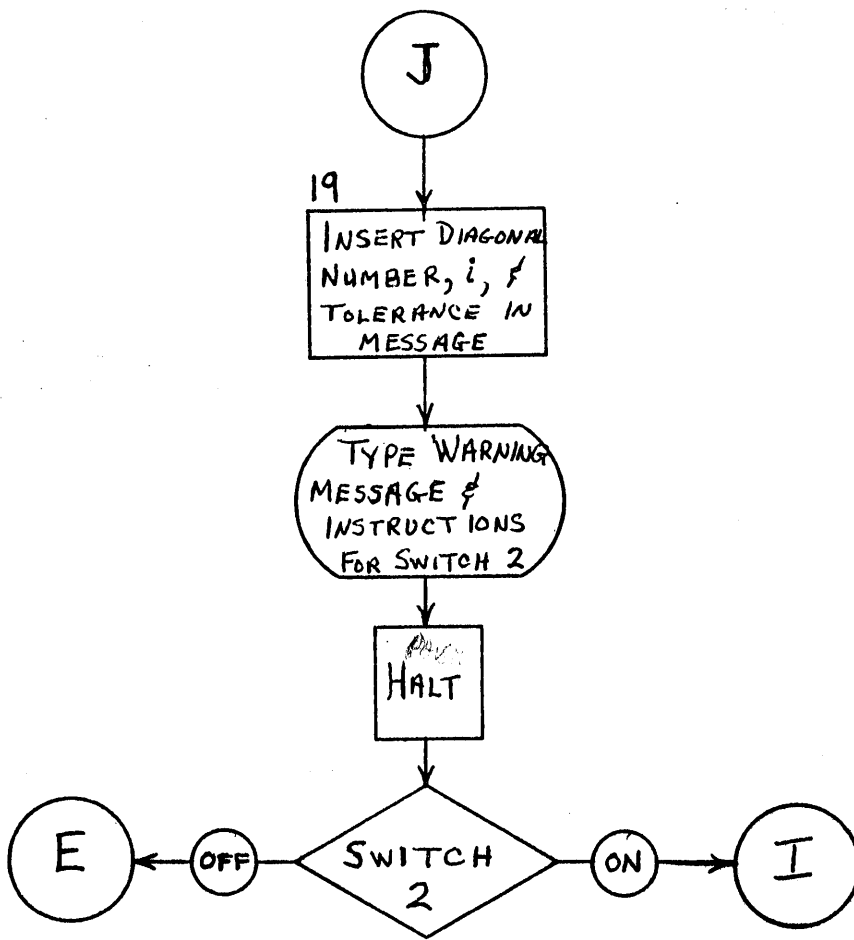 J
19
INSERT DIAGONAL
NUMBER, i, &
TOLERANCE IN
MESSAGE
TYPE WARNING
MESSAGE &
INSTRUCTIONS
FOR SWITCH 2
HALT
E
OFF
SWITCH
2
ON
I